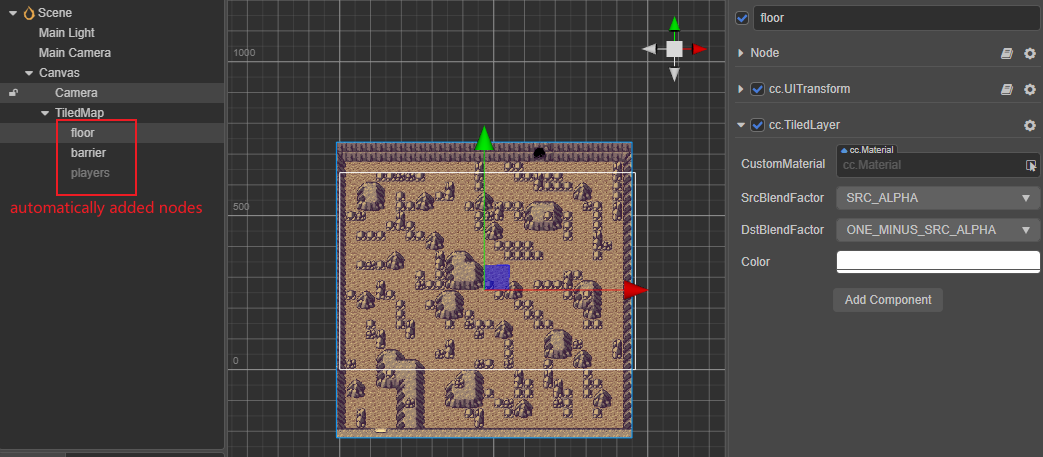 Scene
Main Light
Main Camera
Canvas
Camera
TiledMap
floor
barrier
players
automatically added nodes
1000
500
0
floor
Node
cc.UITransform
cc.TiledLayer
cc.Material
CustomMaterial
cc.Material
SrcBlendFactor
SRC_ALPHA
DstBlendFactor
ONE_MINUS_SRC_ALPHA
Color
Add Component